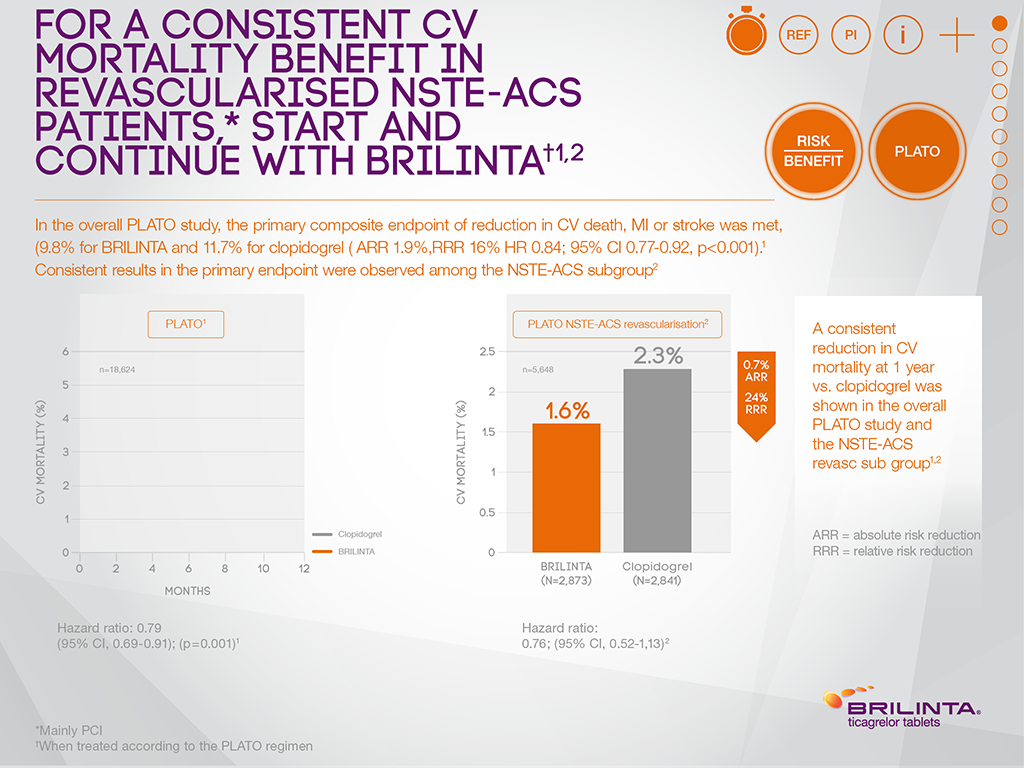 FOR A CONSISTENT CV
MORTALITY BENEFIT IN
REVASCULARISED NSTE-ACS
PATIENTS,* START AND
CONTINUE WITH BRILINTA†1,2
REF
PI
i
RISK
BENEFIT
PLATO
In the overall PLATO study, the primary composite endpoint of reduction in CV death, MI or stroke was met,
(9.8% for BRILINTA and 11.7% for clopidogrel ( ARR 1.9%,RRR 16% HR 0.84; 95% CI 0.77-0.92, p<0.001).1
Consistent results in the primary endpoint were observed among the NSTE-ACS subgroup2
PLATO1
n=18,624
CV MORTALITY (%)
6
5
4
3
2
1
0
0 2 4 6 8 10 12
MONTHS
Clopidogrel
BRILINTA
Hazard ratio: 0.79
(95% CI, 0.69-0.91); (p=0.001)1
PLATO NSTE-ACS revascularisation2
n=5,648
CV MORTALITY (%)
2.5
2
1.5
1
0.5
0
1.6%
2.3%
BRILINTA
(N=2,873)
Clopidogrel
(N=2,841)
0.7%
ARR
24%
RRR
Hazard ratio:
0.76; (95% CI, 0.52-1,13)2
A consistent
reduction in CV
mortality at 1 year
vs. clopidogrel was
shown in the overall
PLATO study and
the NSTE-ACS
revasc sub group1,2
ARR = absolute risk reduction
RRR = relative risk reduction
BRILINTA®
ticagrelor tablets
*Mainly PCI
†When treated according to the PLATO regimen